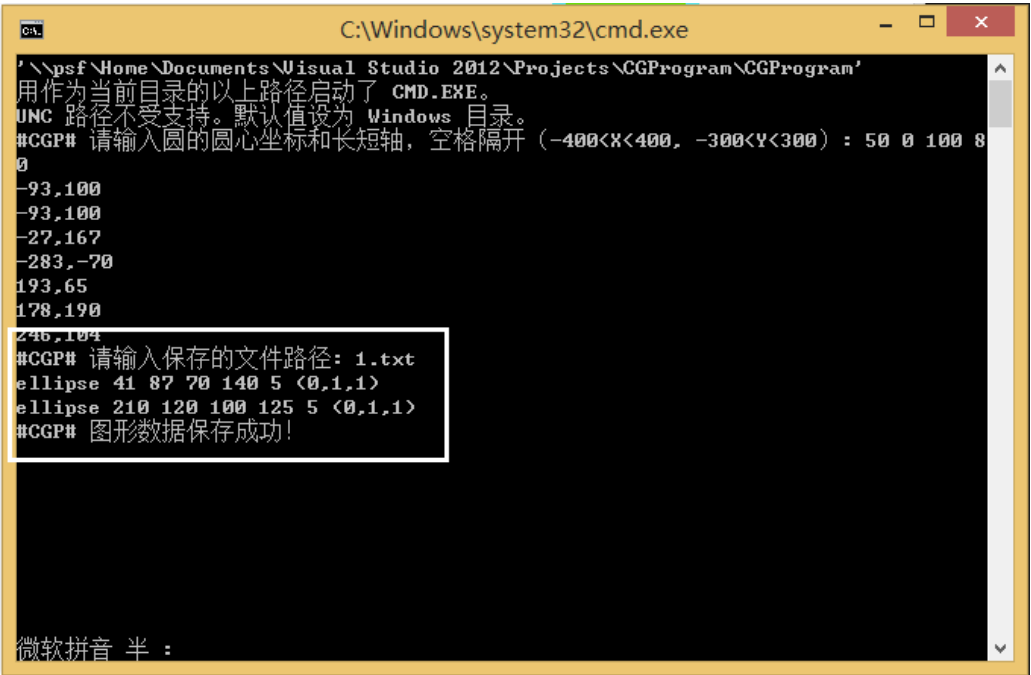 C:\Windows\system32\cmd.exe
'\\psf\Home\Documents\Visual Studio 2012\Projects\CGProgram\CGProgram'
用作为当前目录的以上路径启动了 CMD.EXE。
UNC 路径不受支持。默认值设为 Windows 目录。
#CGP# 请输入圆的圆心坐标和长短轴，空格隔开（-400<X<400, -300<Y<300）: 50 0 100 8
0
-93,100
-93,100
-27,167
-283,-70
193,65
178,190
246,104
#CGP# 请输入保存的文件路径: 1.txt
ellipse 41 87 70 140 5 (0,1,1)
ellipse 210 120 100 125 5 (0,1,1)
#CGP# 图形数据保存成功!
微软拼音 半 :